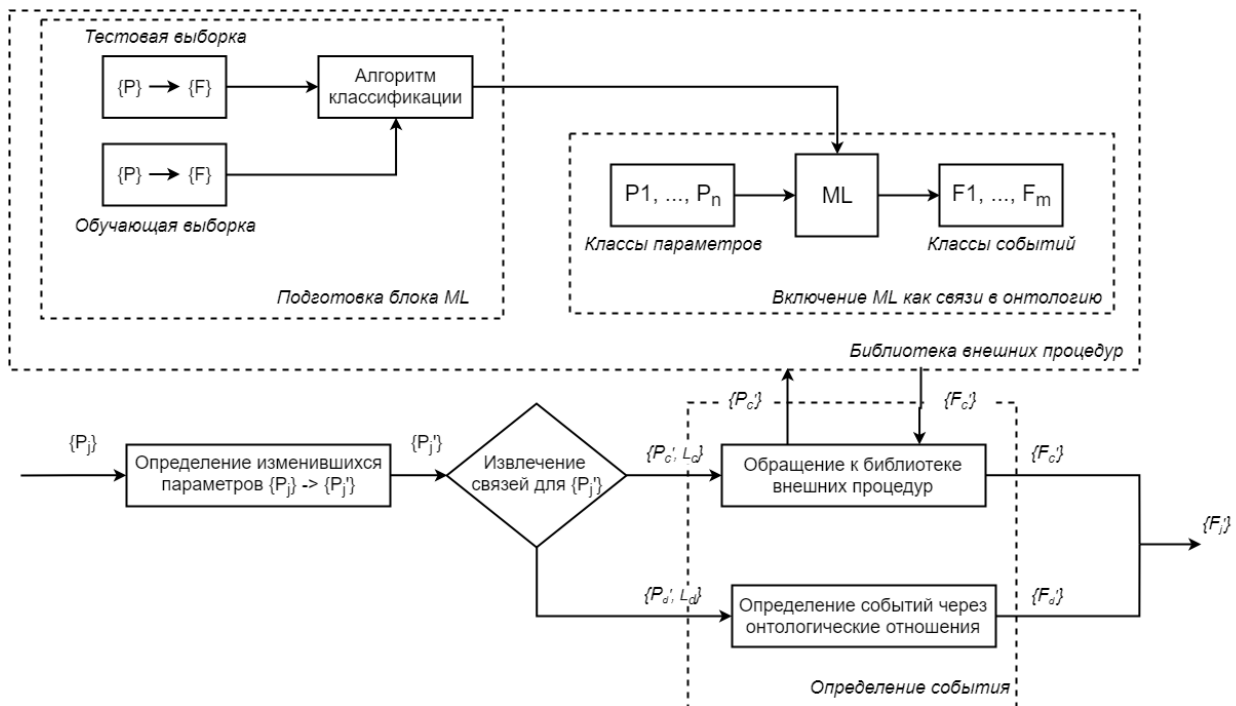 Тестовая выборка
{P} → {F}
Алгоритм
классификации
{P} → {F}
Обучающая выборка
Подготовка блока ML
P1, ..., Pn
ML
F1, ..., Fm
Классы параметров
Классы событий
Включение ML как связи в онтологию
Библиотека внешних процедур
{Pc'}
{Fc'}
{Pj}
Определение изменившихся
параметров {Pj} -> {Pj'}
{Pj'}
Извлечение
связей для {Pj'}
{Pc', Lc}
Обращение к библиотеке
внешних процедур
{Fc'}
{Fj'}
{Pd', Ld}
Определение событий через
онтологические отношения
{Fd'}
Определение события